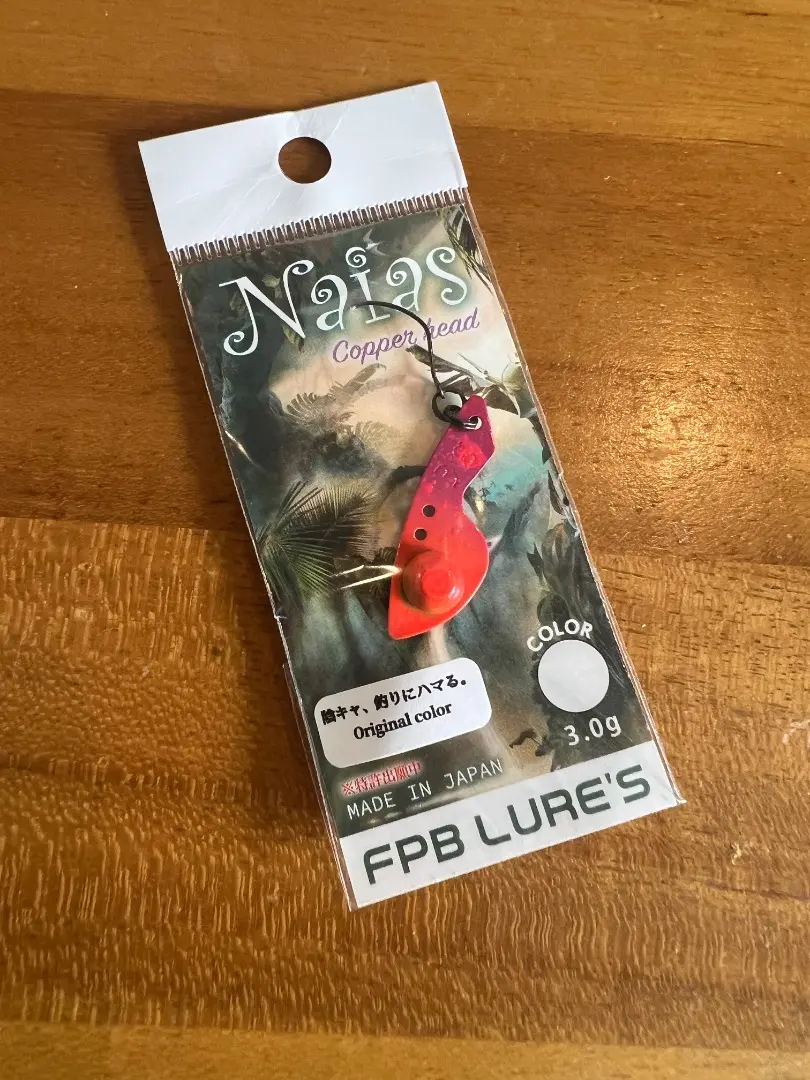 Naias
Copper head
COLOR
3.0g
陰キャ、釣りにハマる。
Original color
※特許出願中
MADE IN JAPAN
FPB LURE'S